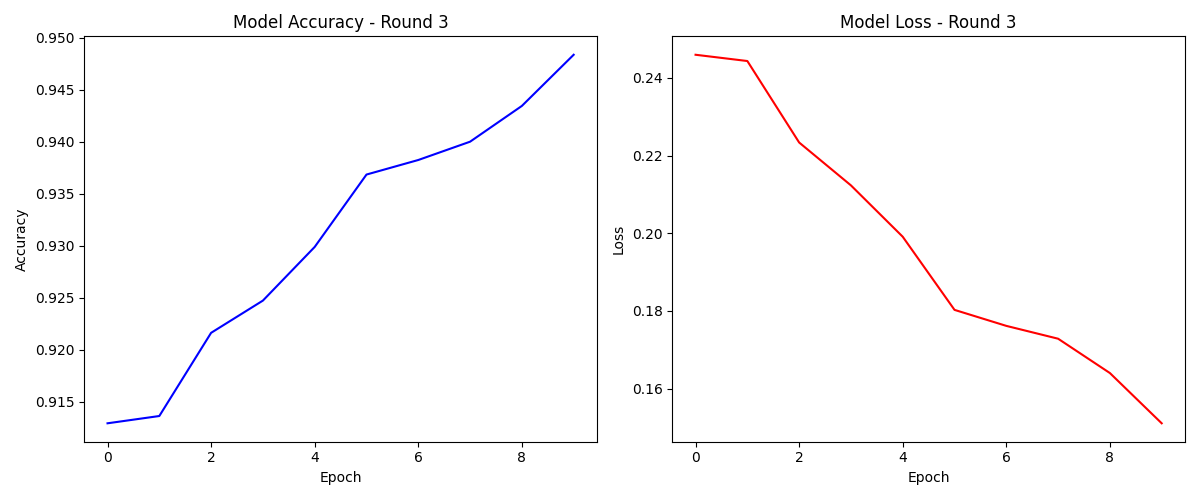 Model Accuracy - Round 3
0.950
0.945
0.940
0.935
0.930
0.925
0.920
0.915
Accuracy
0 2 4 6 8
Epoch
Model Loss - Round 3
0.24
0.22
0.20
0.18
0.16
Loss
0 2 4 6 8
Epoch